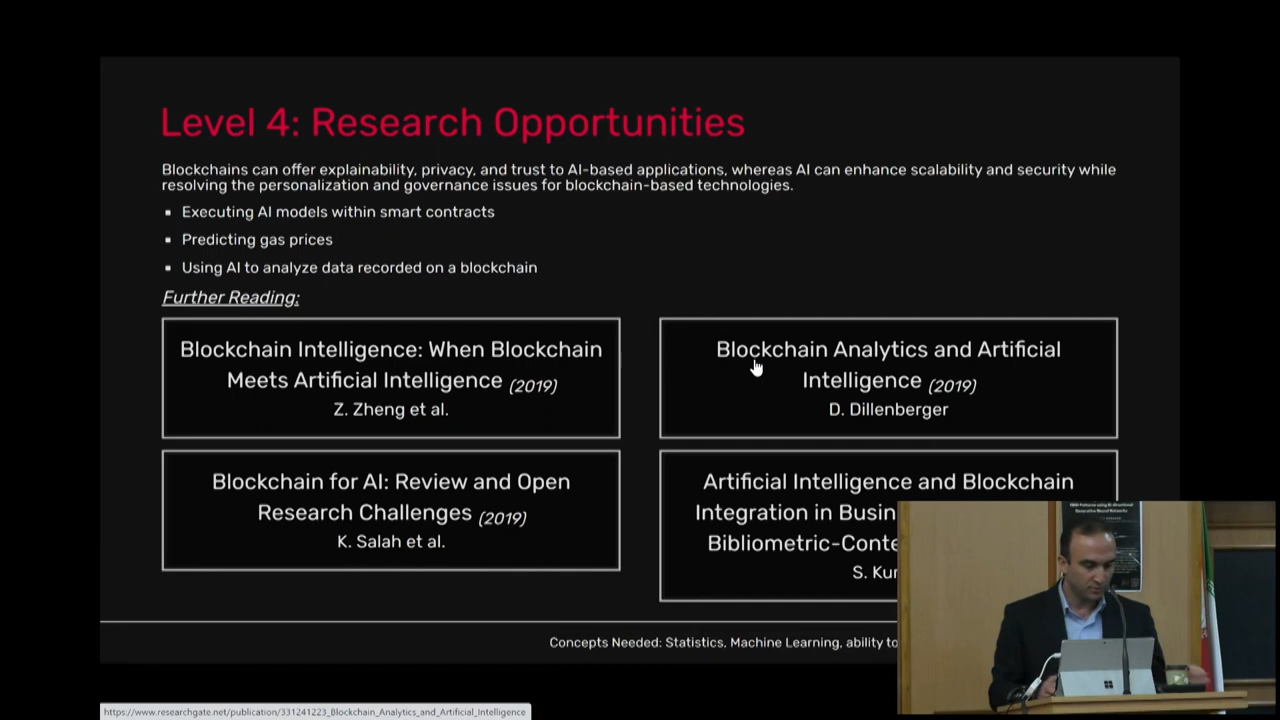 Level 4: Research Opportunities
Blockchains can offer explainability, privacy, and trust to AI-based applications, whereas AI can enhance scalability and security while
resolving the personalization and governance issues for blockchain-based technologies.
Executing AI models within smart contracts
Predicting gas prices
Using AI to analyze data recorded on a blockchain
Further Reading:
Blockchain Intelligence: When Blockchain
Meets Artificial Intelligence (2019)
Z. Zheng et al.
Blockchain Analytics and Artificial
Intelligence (2019)
D. Dillenberger
Blockchain for AI: Review and Open
Research Challenges (2019)
K. Salah et al.
Artificial Intelligence and Blockchain
Integration in Busin
Bibliometric-Conte
S. Kur
Concepts Needed: Statistics, Machine Learning, ability to
https://www.researchgate.net/publication/331241223_Blockchain_Analytics_and_Artificial_Intelligence